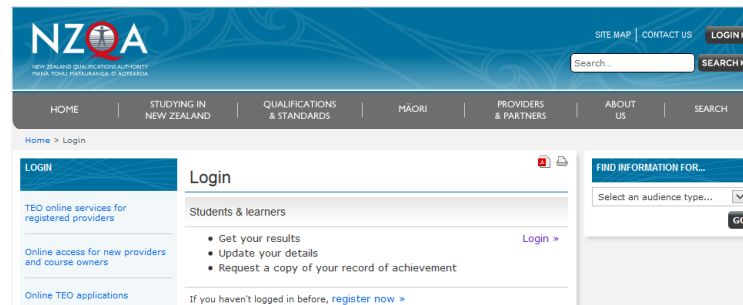 NZQA
NEW ZEALAND QUALIFICATIONS AUTHORITY
MANA TOHU MATAURANGA O AOTEAROA
SITE MAP | CONTACT US LOGIN
Search... SEARCH
HOME
STUDYING IN
NEW ZEALAND
QUALIFICATIONS
& STANDARDS
MĀORI
PROVIDERS
& PARTNERS
ABOUT
US
SEARCH
Home > Login
LOGIN
TEO online services for
registered providers
Online access for new providers
and course owners
Online TEO applications
Login
Students & learners
• Get your results
Login »
• Update your details
• Request a copy of your record of achievement
If you haven't logged in before, register now »
FIND INFORMATION FOR...
Select an audience type...
GO